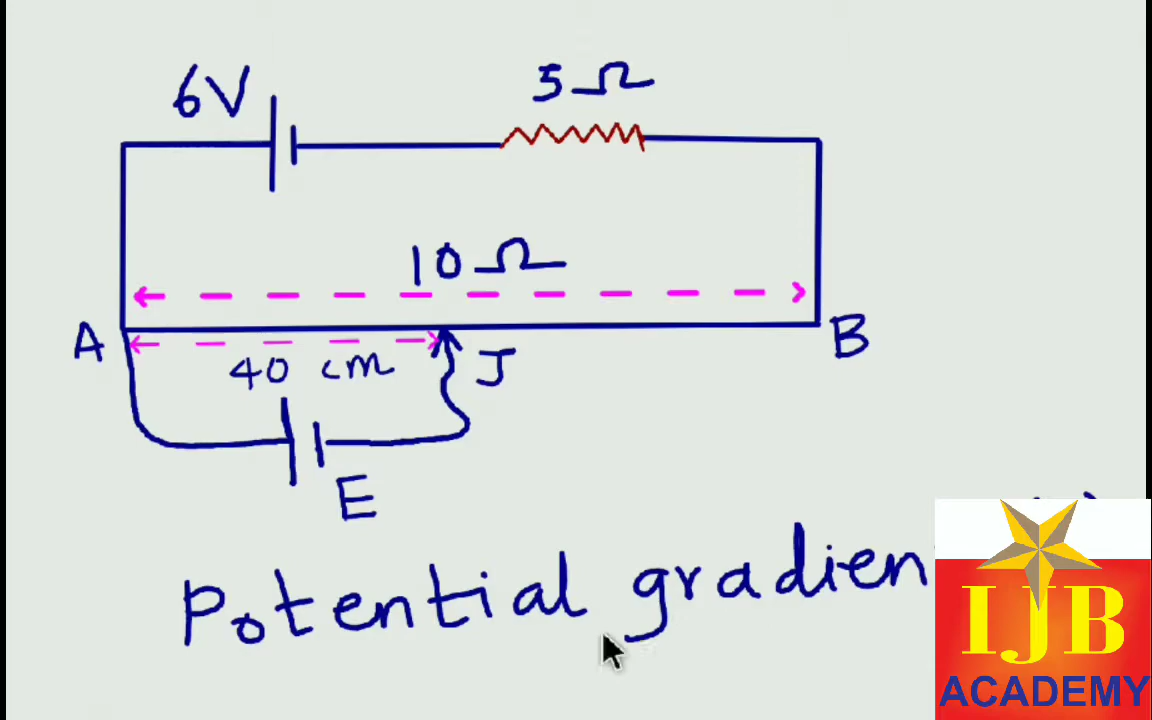 6V
5Ω
10Ω
A
B
40 cm
J
E
Potential gradien
IJB
ACADEMY